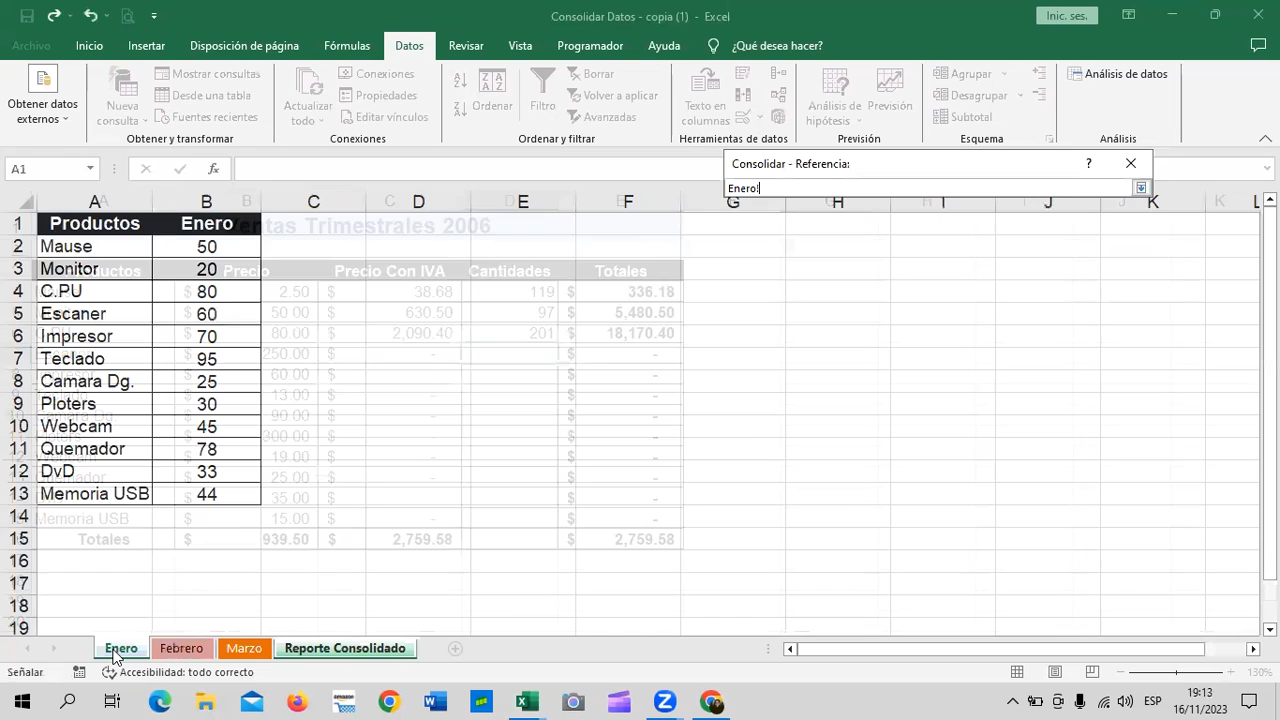 Consolidar Datos - copia (1) - Excel
Inic. ses.
Archivo Inicio Insertar Disposición de página Fórmulas Datos Revisar Vista Programador Ayuda ¿Qué desea hacer?
Obtener datos externos
Nueva consulta
Mostrar consultas
Desde una tabla
Fuentes recientes
Obtener y transformar
Actualizar todo
Conexiones
Propiedades
Editar vínculos
Conexiones
Ordenar
Filtro
Borrar
Volver a aplicar
Avanzadas
Ordenar y filtrar
Texto en columnas
Herramientas de datos
Análisis de hipótesis
Previsión
Previsión
Agrupar
Desagrupar
Subtotal
Esquema
Análisis de datos
Análisis
A1
Consolidar - Referencia:
?
Enero!
A B C D E F G H I J K L
1 Productos Enero
2 Mause 50
3 Monitor 20
4 C.PU 80
5 Escaner 60
6 Impresor 70
7 Teclado 95
8 Camara Dg. 25
9 Ploters 30
10 Webcam 45
11 Quemador 78
12 DvD 33
13 Memoria USB 44
14
15
16
17
18
19
Ventas Trimestrales 2006
Productos Precio Precio Con IVA Cantidades Totales
$ 2.50 $ 38.68 119 $ 336.18
$ 50.00 $ 630.50 97 $ 5,480.50
$ 80.00 $ 2,090.40 201 $ 18,170.40
$ 250.00 $ - $ -
$ 60.00 $ - $ -
$ 13.00 $ - $ -
$ 90.00 $ - $ -
$ 300.00 $ - $ -
$ 19.00 $ - $ -
$ 25.00 $ - $ -
$ 35.00 $ - $ -
Memoria USB $ 15.00 $ - $ -
Totales $ 939.50 $ 2,759.58 $ 2,759.58
Enero Febrero Marzo Reporte Consolidado
Señalar
Accesibilidad: todo correcto
130%
ESP
19:13
16/11/2023